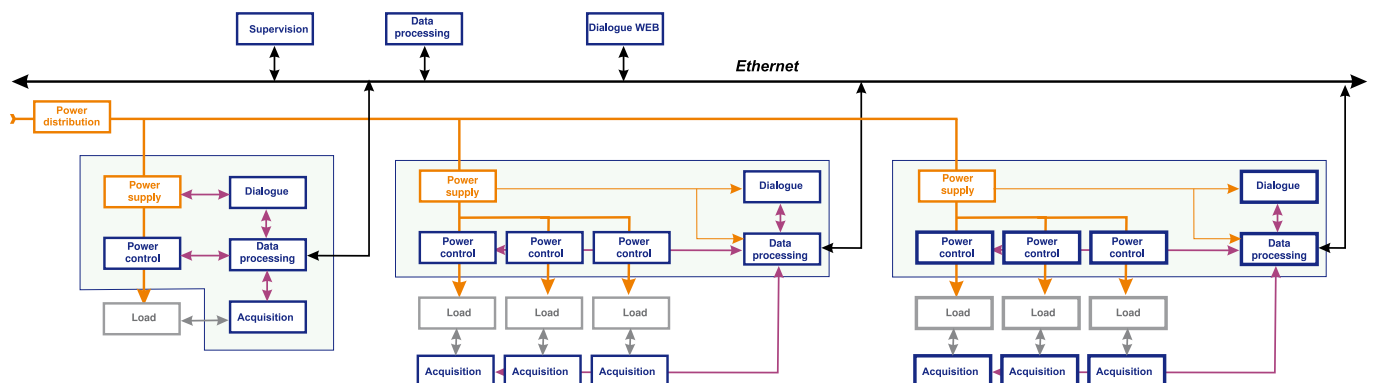 Supervision
Data
processing
Dialogue WEB
Ethernet
Power
distribution
Power
supply
Dialogue
Power
control
Data
processing
Load
Acquisition
Power
supply
Dialogue
Power
control
Power
control
Power
control
Data
processing
Load
Load
Load
Acquisition
Acquisition
Acquisition
Power
supply
Dialogue
Power
control
Power
control
Power
control
Data
processing
Load
Load
Load
Acquisition
Acquisition
Acquisition